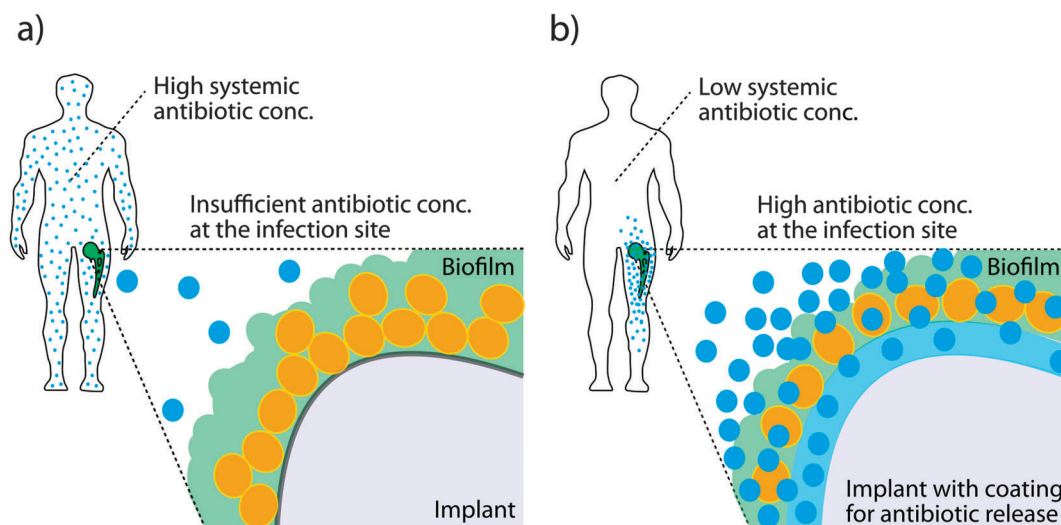 a)
High systemic
antibiotic conc.
Insufficient antibiotic conc.
at the infection site
Biofilm
Implant
b)
Low systemic
antibiotic conc.
High antibiotic conc.
at the infection site
Biofilm
Implant with coating
for antibiotic release